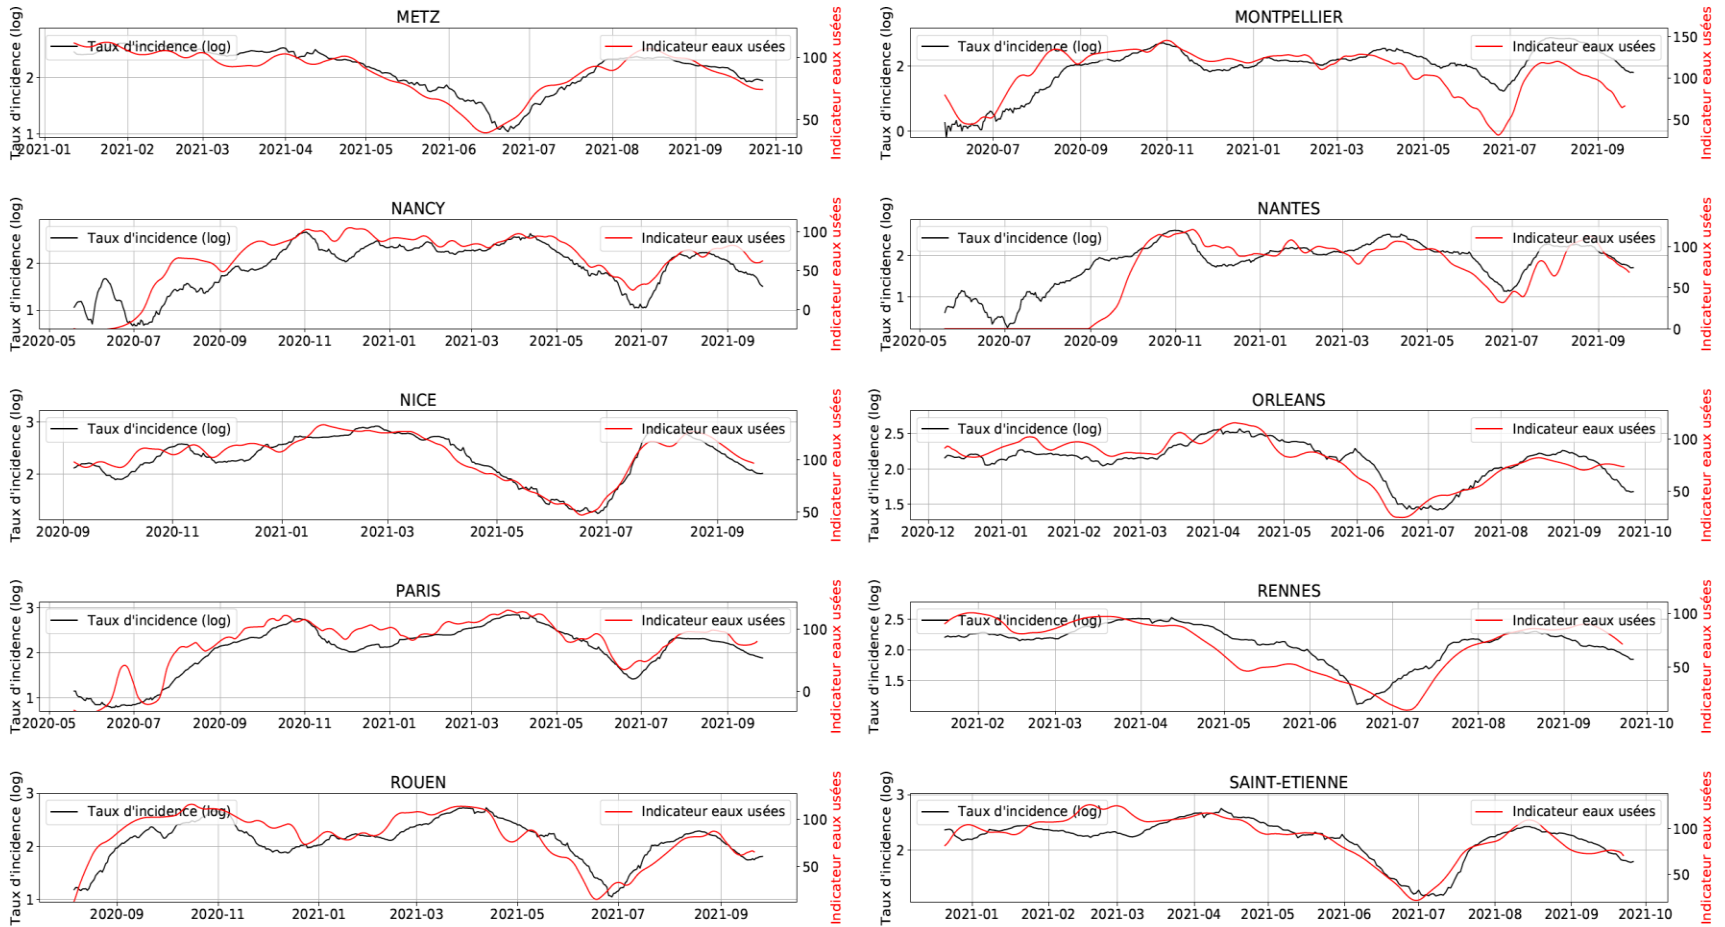 METZ
Taux d'incidence (log)
Indicateur eaux usées
Taux d'incidence (log)
2
1
100
50
Indicateur eaux usées
2021-01 2021-02 2021-03 2021-04 2021-05 2021-06 2021-07 2021-08 2021-09 2021-10
MONTPELLIER
Taux d'incidence (log)
Indicateur eaux usées
Taux d'incidence (log)
2
0
150
100
50
Indicateur eaux usées
2020-07 2020-09 2020-11 2021-01 2021-03 2021-05 2021-07 2021-09
NANCY
Taux d'incidence (log)
Indicateur eaux usées
Taux d'incidence (log)
2
1
100
50
0
Indicateur eaux usées
2020-05 2020-07 2020-09 2020-11 2021-01 2021-03 2021-05 2021-07 2021-09
NANTES
Taux d'incidence (log)
Indicateur eaux usées
Taux d'incidence (log)
2
1
100
50
0
Indicateur eaux usées
2020-05 2020-07 2020-09 2020-11 2021-01 2021-03 2021-05 2021-07 2021-09
NICE
Taux d'incidence (log)
Indicateur eaux usées
Taux d'incidence (log)
3
2
100
50
Indicateur eaux usées
2020-09 2020-11 2021-01 2021-03 2021-05 2021-07 2021-09
ORLEANS
Taux d'incidence (log)
Indicateur eaux usées
Taux d'incidence (log)
2.5
2.0
1.5
100
50
Indicateur eaux usées
2020-12 2021-01 2021-02 2021-03 2021-04 2021-05 2021-06 2021-07 2021-08 2021-09 2021-10
PARIS
Taux d'incidence (log)
Indicateur eaux usées
Taux d'incidence (log)
3
2
1
100
0
Indicateur eaux usées
2020-05 2020-07 2020-09 2020-11 2021-01 2021-03 2021-05 2021-07 2021-09
RENNES
Taux d'incidence (log)
Indicateur eaux usées
Taux d'incidence (log)
2.5
2.0
1.5
100
50
Indicateur eaux usées
2021-02 2021-03 2021-04 2021-05 2021-06 2021-07 2021-08 2021-09 2021-10
ROUEN
Taux d'incidence (log)
Indicateur eaux usées
Taux d'incidence (log)
3
2
1
100
50
Indicateur eaux usées
2020-09 2020-11 2021-01 2021-03 2021-05 2021-07 2021-09
SAINT-ETIENNE
Taux d'incidence (log)
Indicateur eaux usées
Taux d'incidence (log)
3
2
100
50
Indicateur eaux usées
2021-01 2021-02 2021-03 2021-04 2021-05 2021-06 2021-07 2021-08 2021-09 2021-10